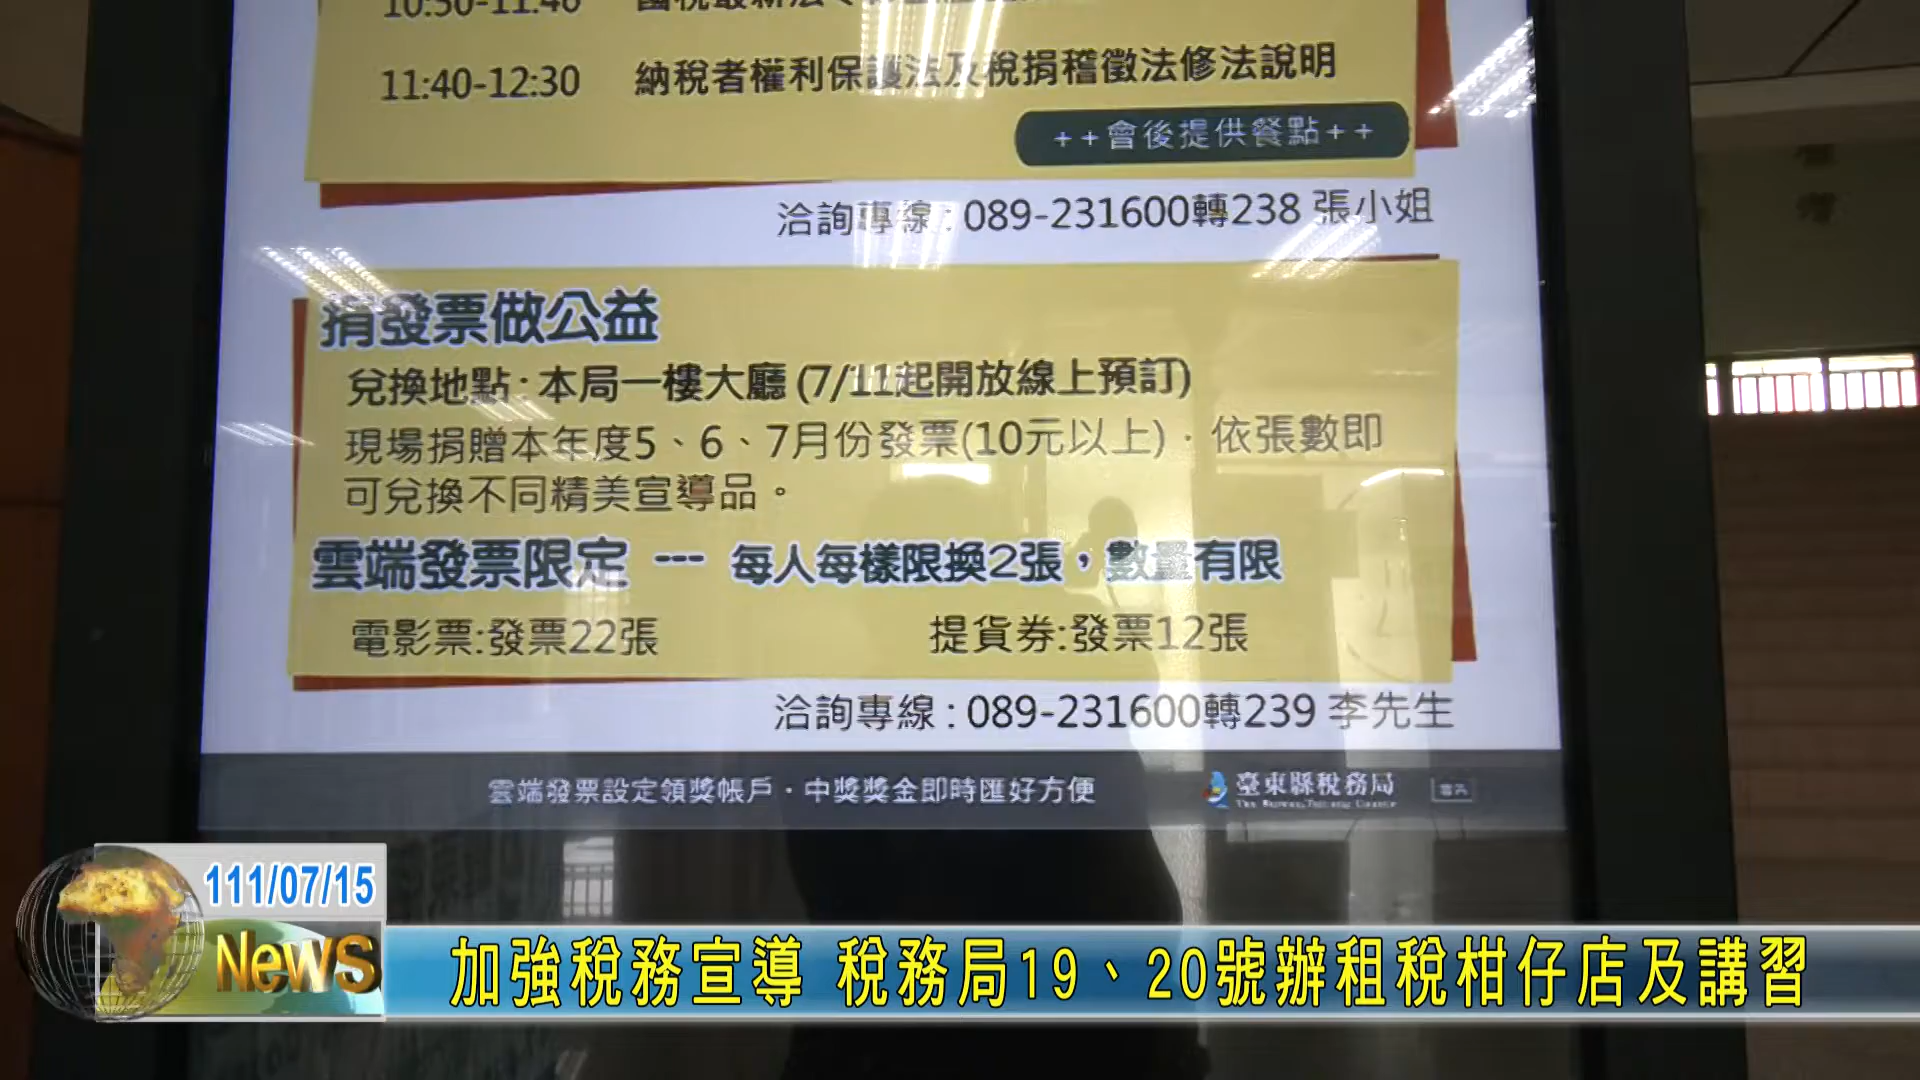 10:50-11:40
11:40-12:30 納稅者權利保護法及稅捐稽徵法修法說明
++會後提供餐點++
洽詢專線：089-231600轉238 張小姐
捐發票做公益
兌換地點：本局一樓大廳 (7/11起開放線上預訂)
現場捐贈本年度5、6、7月份發票(10元以上)，依張數即
可兌換不同精美宣導品。
雲端發票限定 --- 每人每樣限換2張，數量有限
電影票:發票22張 提貨券:發票12張
洽詢專線：089-231600轉239 李先生
雲端發票設定領獎帳戶，中獎獎金即時匯好方便
臺東縣稅務局
111/07/15
News
加強稅務宣導 稅務局19、20號辦租稅柑仔店及講習